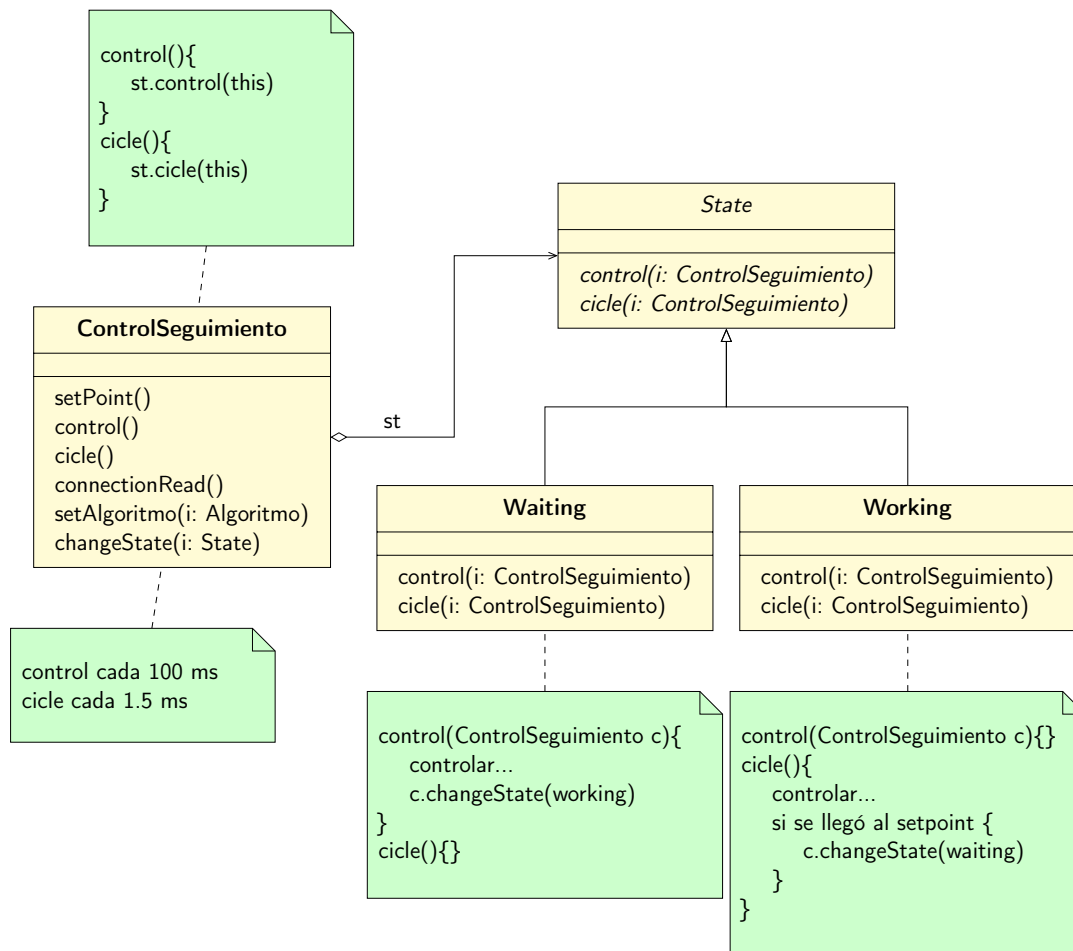 control(){
st.control(this)
}
cicle(){
st.cicle(this)
}
State
control(i: ControlSeguimiento)
cicle(i: ControlSeguimiento)
ControlSeguimiento
setPoint()
control()
cicle()
connectionRead()
setAlgoritmo(i: Algoritmo)
changeState(i: State)
st
Waiting
control(i: ControlSeguimiento)
cicle(i: ControlSeguimiento)
Working
control(i: ControlSeguimiento)
cicle(i: ControlSeguimiento)
control cada 100 ms
cicle cada 1.5 ms
control(ControlSeguimiento c){
controlar...
c.changeState(working)
}
cicle(){}
control(ControlSeguimiento c){}
cicle(){
controlar...
si se llegó al setpoint {
c.changeState(waiting)
}
}